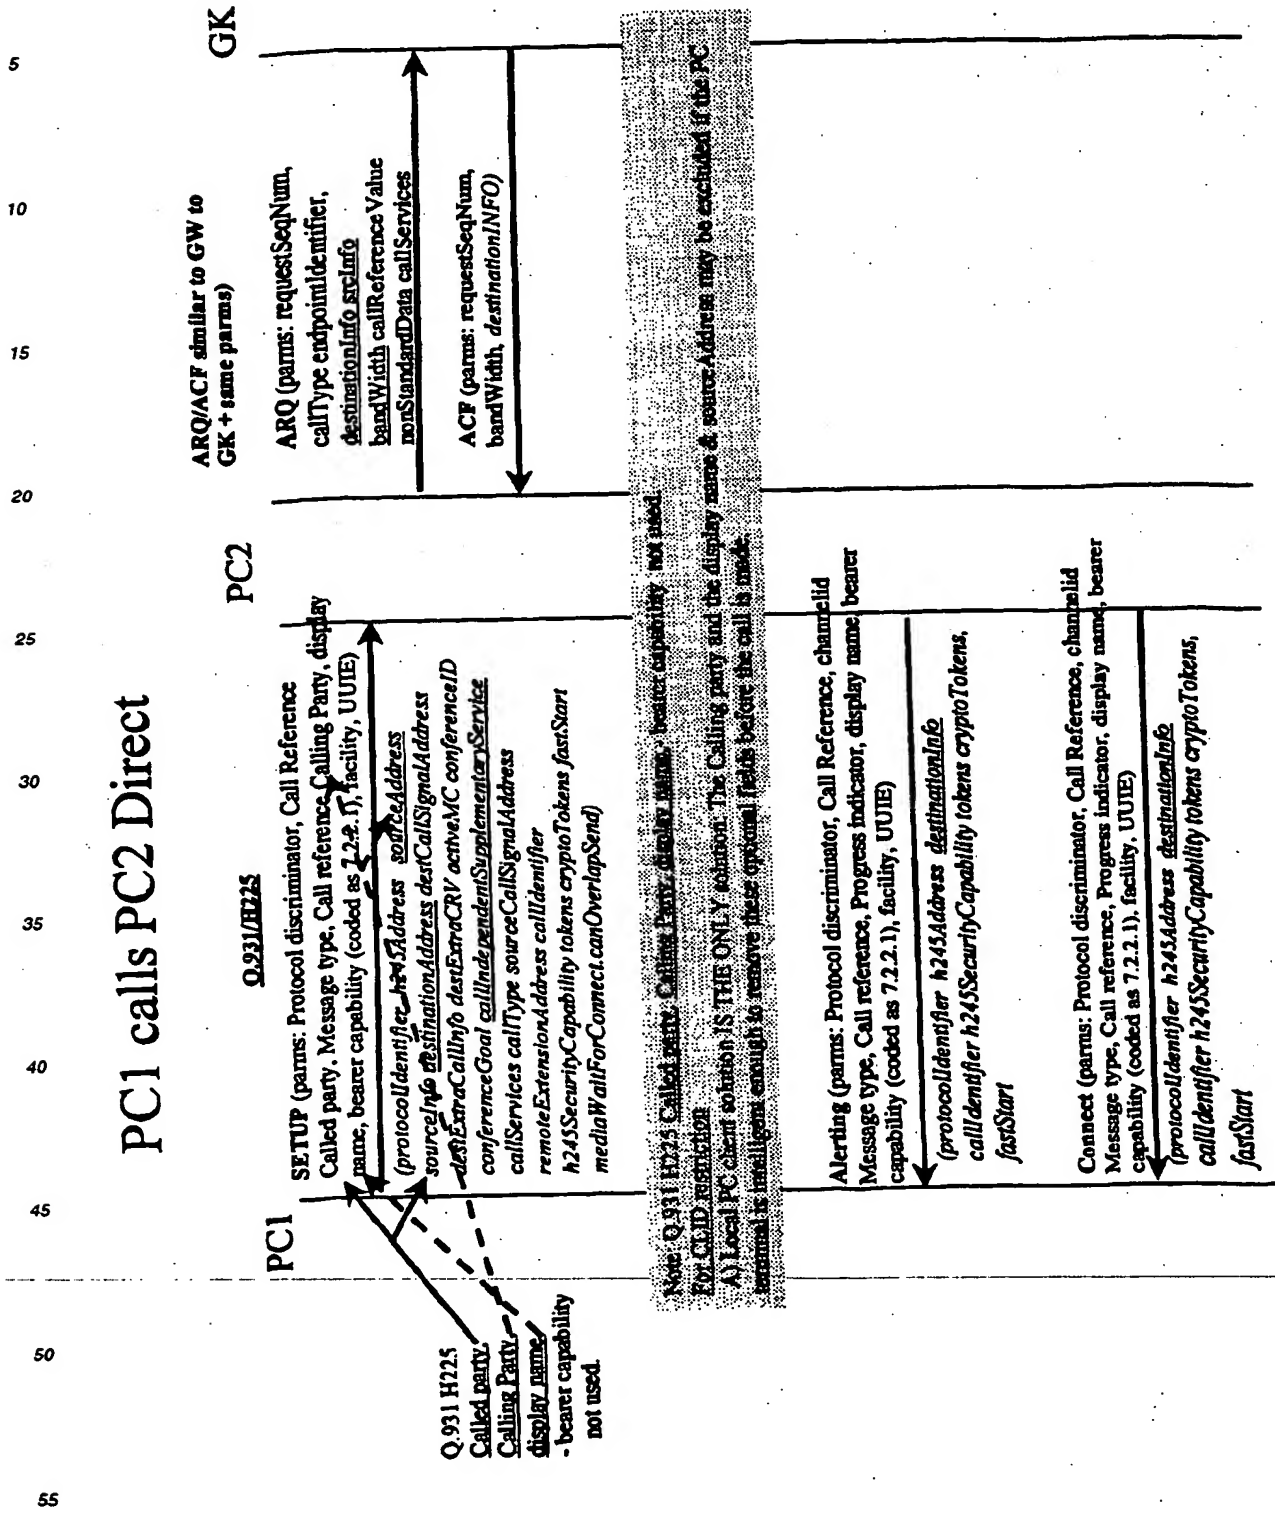 5
10
15
20
25
30
35
40
45
50
55
PC1 calls PC2 Direct
Q.931/H225
PC1
PC2
GK
ARQ/ACF similar to GW to
GK + same parms)
SETUP (parms: Protocol discriminator, Call Reference
Called party, Message type, Call reference, Calling Party, display
name, bearer capability (coded as 7.2.2.1), facility, UUIE)
(protocolIdentifier h245Address sourceAddress
sourceInfo destinationAddress destCallSignalAddress
destExtraCallInfo destExtraCRV activeMC conferenceID
conferenceGoal callIndependentSupplementaryService
callServices callType sourceCallSignalAddress
remoteExtensionAddress callIdentifier
h245SecurityCapability tokens cryptoTokens fastStart
mediaWaitForConnect.canOverlapSend)
ARQ (parms: requestSeqNum,
callType endpointIdentifier,
destinationInfo srcInfo
bandWidth callReferenceValue
nonStandardData callServices
ACF (parms: requestSeqNum,
bandWidth, destinationINFO)
Q.931 H225
Called party,
Calling Party,
display name
- bearer capability
not used.
Note: Q.931 H225 Called party, Calling Party, display name, - bearer capability not used.
For CLID restriction
A) Local PC client solution IS THE ONLY solution: The Calling party and the display name & sourceAddress may be excluded if the PC
terminal is intelligent enough to remove these optional fields before the call is made.
Alerting (parms: Protocol discriminator, Call Reference, channelid
Message type, Call reference, Progress indicator, display name, bearer
capability (coded as 7.2.2.1), facility, UUIE)
(protocolIdentifier h245Address destinationInfo
callIdentifier h245SecurityCapability tokens cryptoTokens,
fastStart
Connect (parms: Protocol discriminator, Call Reference, channelid
Message type, Call reference, Progress indicator, display name, bearer
capability (coded as 7.2.2.1), facility, UUIE)
(protocolIdentifier h245Address destinationInfo
callIdentifier h245SecurityCapability tokens cryptoTokens,
fastStart